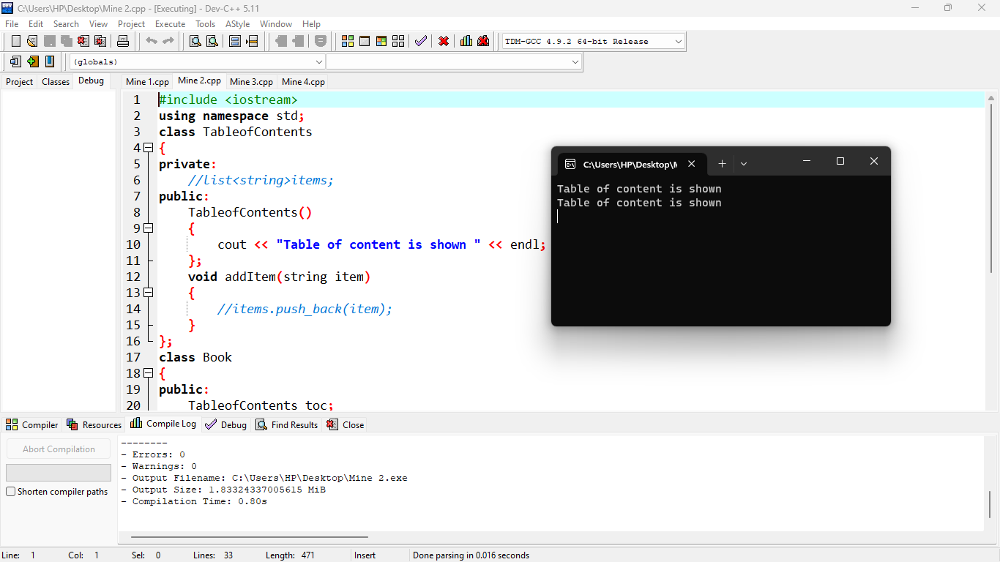 C:\Users\HP\Desktop\Mine 2.cpp - [Executing] - Dev-C++ 5.11
File Edit Search View Project Execute Tools AStyle Window Help
TDM-GCC 4.9.2 64-bit Release
(globals)
Project Classes Debug
Mine 1.cpp Mine 2.cpp Mine 3.cpp Mine 4.cpp
1 #include <iostream>
2 using namespace std;
3 class TableofContents
4 {
5 private:
6 //list<string>items;
7 public:
8 TableofContents()
9 {
10 cout << "Table of content is shown " << endl;
11 };
12 void addItem(string item)
13 {
14 //items.push_back(item);
15 }
16 };
17 class Book
18 {
19 public:
20 TableofContents toc;
C:\Users\HP\Desktop\M
Table of content is shown
Table of content is shown
Compiler Resources Compile Log Debug Find Results Close
Abort Compilation
Shorten compiler paths
--------
- Errors: 0
- Warnings: 0
- Output Filename: C:\Users\HP\Desktop\Mine 2.exe
- Output Size: 1.83324337005615 MiB
- Compilation Time: 0.80s
Line: 1 Col: 1 Sel: 0 Lines: 33 Length: 471 Insert Done parsing in 0.016 seconds